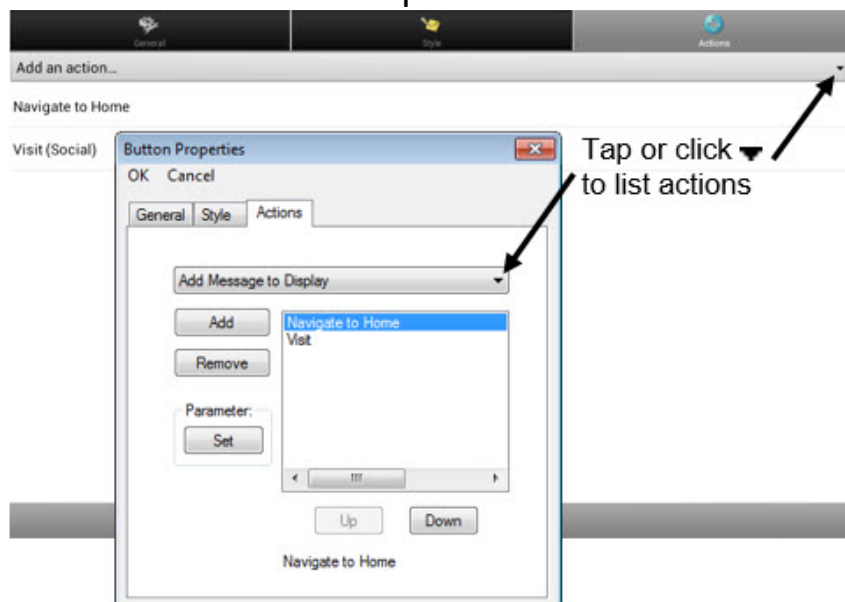 General
Style
Actions
Add an action...
Navigate to Home
Visit (Social)
Tap or click
to list actions
Button Properties
OK Cancel
General Style Actions
Add Message to Display
Add
Remove
Navigate to Home
Visit
Parameter:
Set
Up Down
Navigate to Home